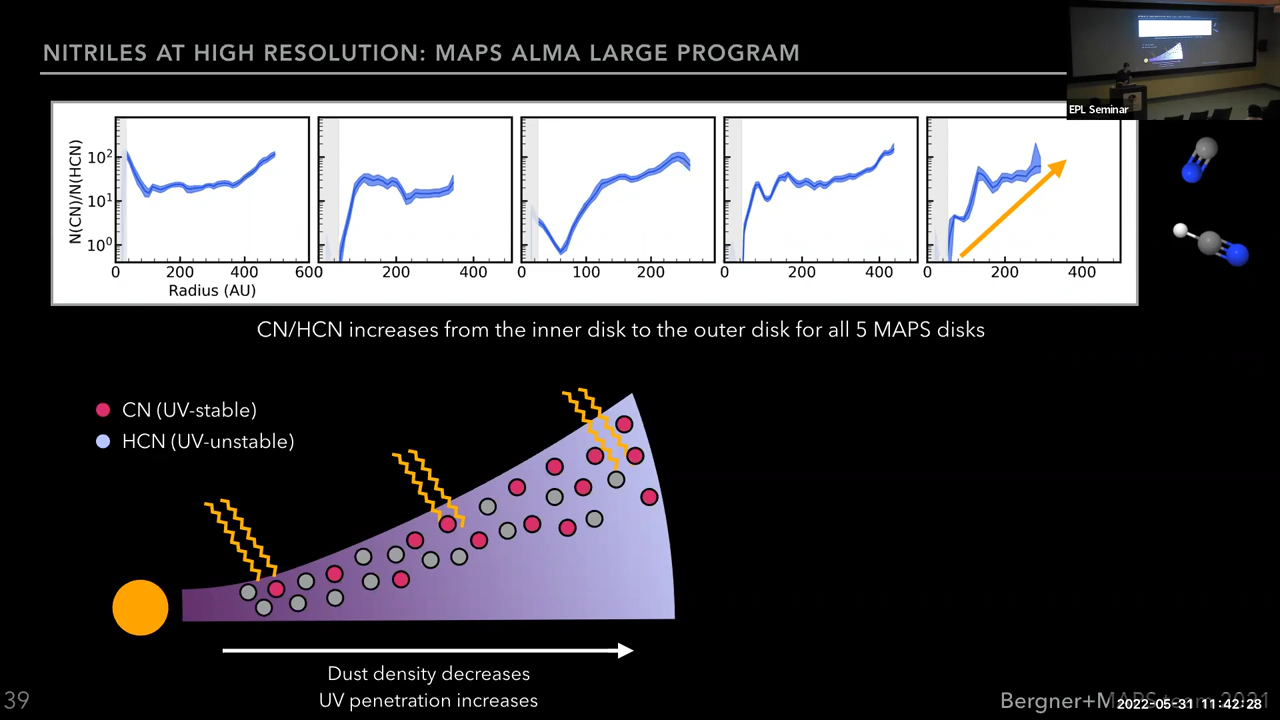 NITRILES AT HIGH RESOLUTION: MAPS ALMA LARGE PROGRAM
EPL Seminar
N(CN)/N(HCN)
10² 10¹ 10⁰
0 200 400 600 200 400 0 100 200 0 200 400 0 200 400
Radius (AU)
CN/HCN increases from the inner disk to the outer disk for all 5 MAPS disks
CN (UV-stable)
HCN (UV-unstable)
Dust density decreases
UV penetration increases
39
Bergner+MAPS team 2021
2022-05-31 11:42:28